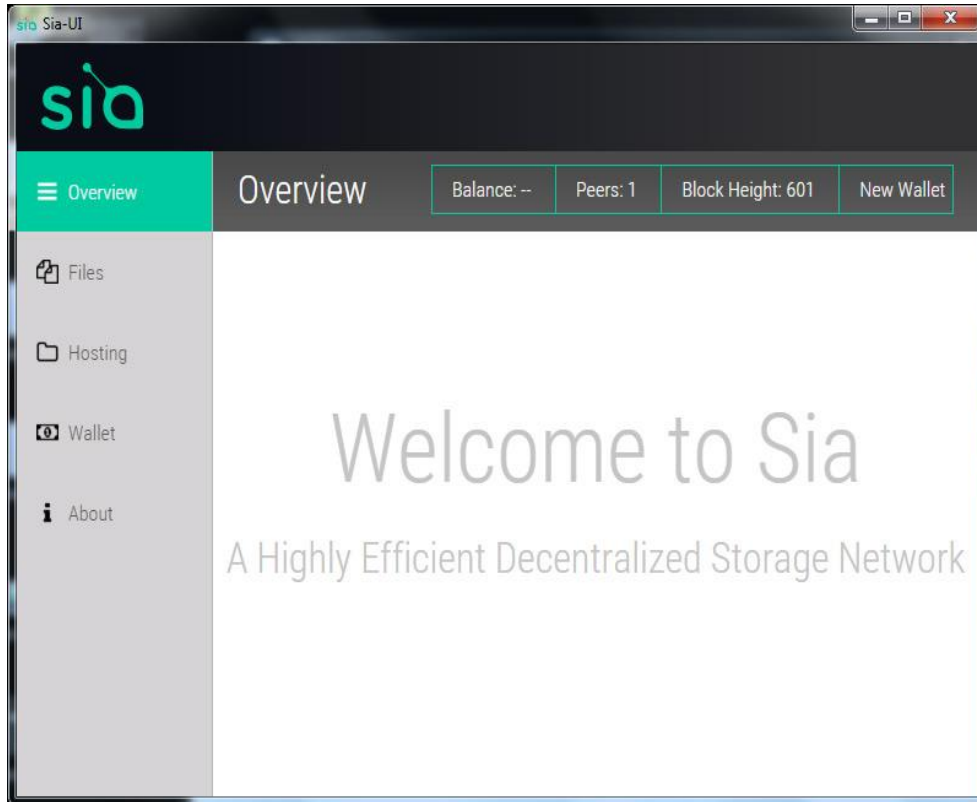 sia Sia-UI
sia
Overview
Overview
Balance: --
Peers: 1
Block Height: 601
New Wallet
Files
Hosting
Wallet
About
Welcome to Sia
A Highly Efficient Decentralized Storage Network